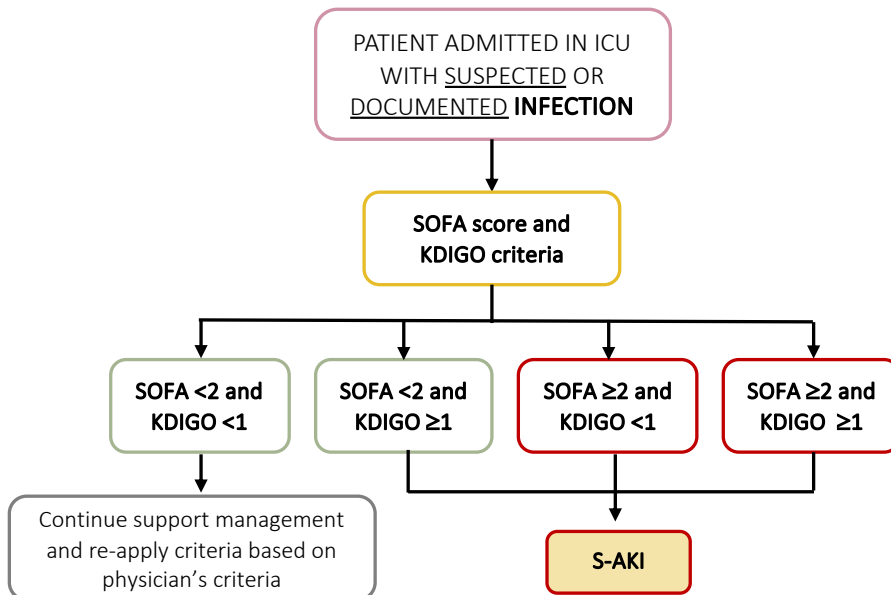 PATIENT ADMITTED IN ICU
WITH SUSPECTED OR
DOCUMENTED INFECTION
SOFA score and
KDIGO criteria
SOFA <2 and
KDIGO <1
SOFA <2 and
KDIGO ≥1
SOFA ≥2 and
KDIGO <1
SOFA ≥2 and
KDIGO ≥1
Continue support management
and re-apply criteria based on
physician’s criteria
S-AKI